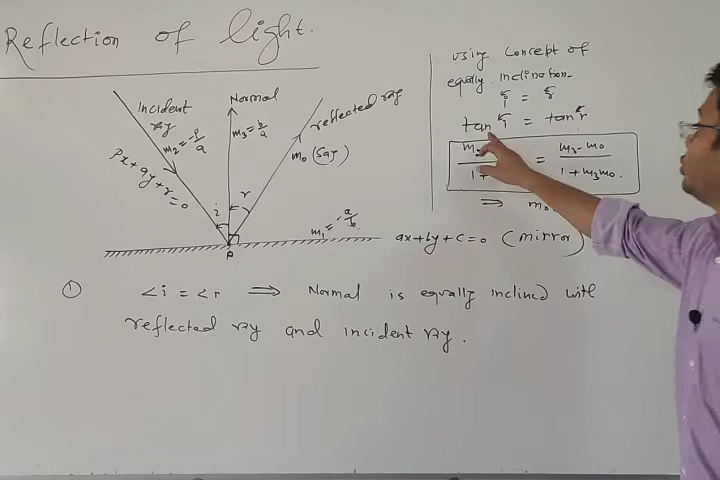 Reflection of light.
Incident
ray
m₂ = -p/q
px + qy + r = 0
Normal
m₃ = b/a
reflected ray
m₀ (say)
i
r
m₁ = -a/b
P
ax + by + c = 0 (mirror)
using concept of
equally inclination
i = r
tan i = tan r
m₂
1+
= m₃ - m₀ / 1 + m₃m₀.
⇒ m₀
① ∠i = ∠r ⇒ Normal is equally inclined with
reflected ray and incident ray.